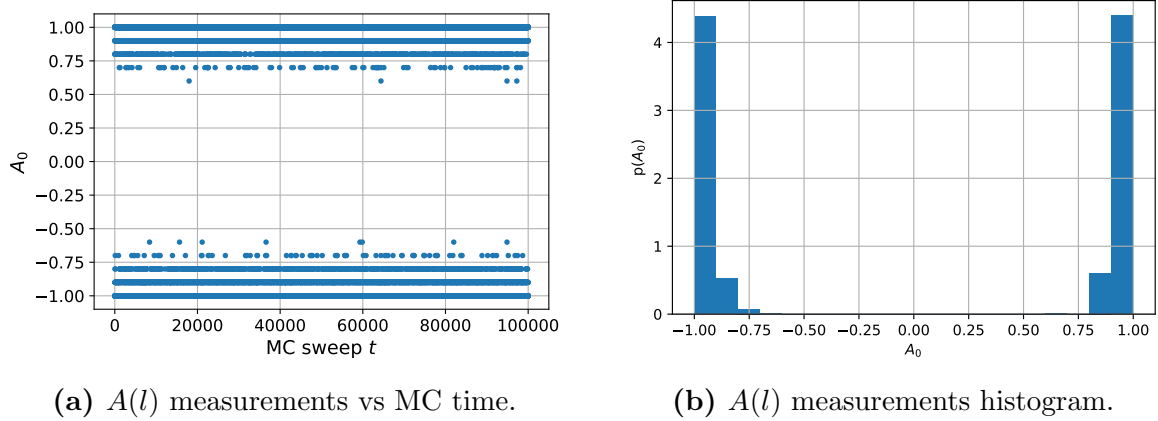 1.00
0.75
0.50
0.25
0.00
−0.25
−0.50
−0.75
−1.00
A₀
0 20000 40000 60000 80000 100000
MC sweep t
4
3
2
1
0
p(A₀)
−1.00 −0.75 −0.50 −0.25 0.00 0.25 0.50 0.75 1.00
A₀
(a) A(l) measurements vs MC time.
(b) A(l) measurements histogram.